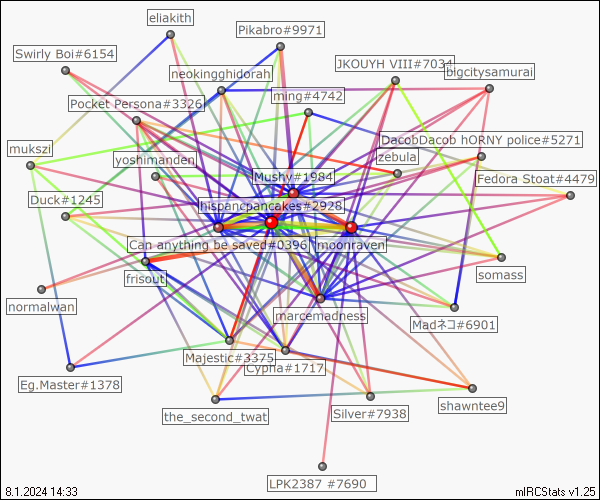 eliakith
Pikabro#9971
Swirly Boi#6154
JKOUYH VIII#7034
neokingghidorah
bigcitysamurai
ming#4742
Pocket Persona#3326
DacobDacob hORNY police#5271
mukszi
yoshimanden
zebula
Mushy#1984
Fedora Stoat#4479
Duck#1245
hispancpancakes#2928
Can anything be saved#0396
moonraven
somass
frisout
normalwan
marcemadness
Madネコ#6901
Majestic#3375
Cypria#1717
Eg.Master#1378
shawntee9
the_second_twat
Silver#7938
LPK2387 #7690
8.1.2024 14:33
mIRCStats v1.25